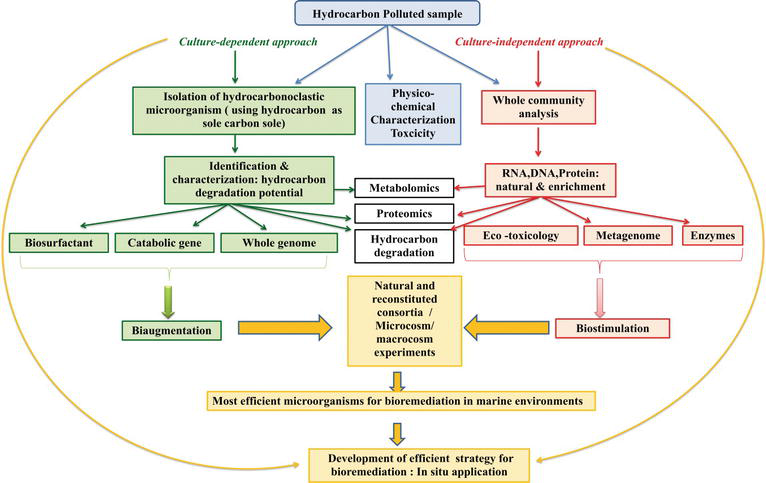 Hydrocarbon Polluted sample
Culture-dependent approach
Culture-independent approach
Isolation of hydrocarbonoclastic
microorganism ( using hydrocarbon as
sole carbon sole)
Physico-
chemical
Characterization
Toxicity
Whole community
analysis
Identification &
characterization: hydrocarbon
degradation potential
Metabolomics
RNA,DNA,Protein:
natural & enrichment
Proteomics
Biosurfactant
Catabolic gene
Whole genome
Hydrocarbon
degradation
Eco -toxicology
Metagenome
Enzymes
Natural and
reconstituted
consortia /
Microcosm/
macrocosm
experiments
Biaugmentation
Biostimulation
Most efficient microorganisms for bioremediation in marine environments
Development of efficient strategy for
bioremediation : In situ application